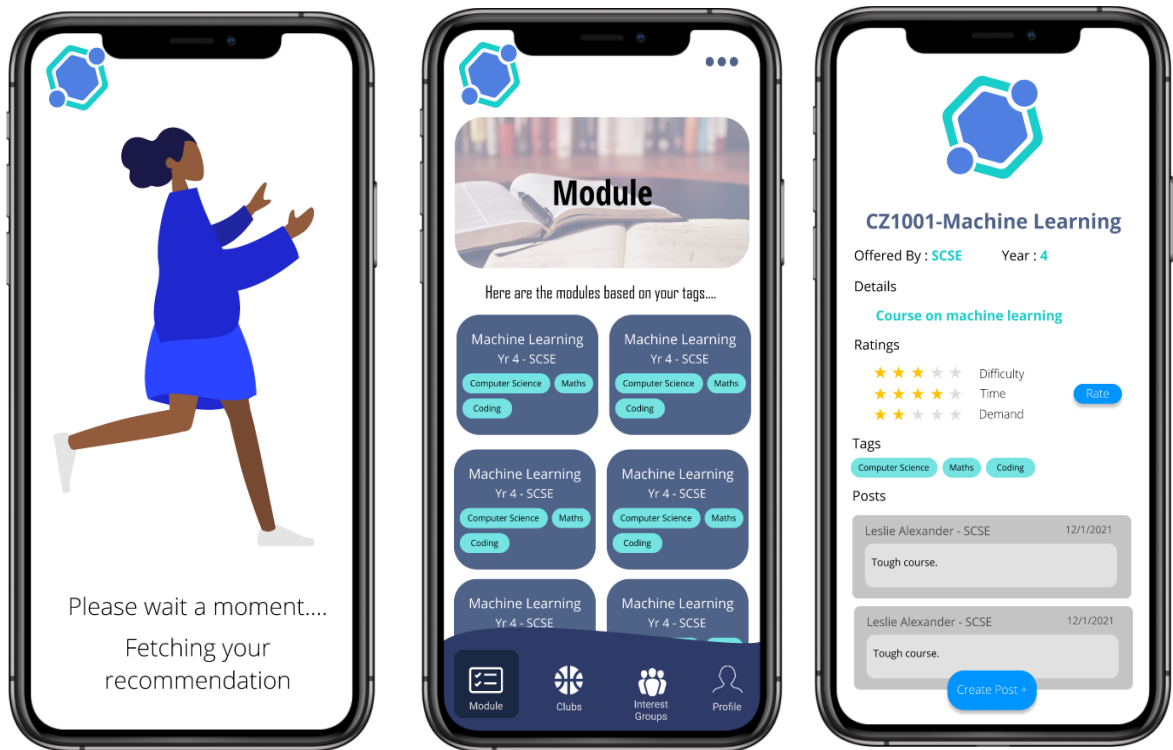 Please wait a moment....
Fetching your
recommendation
Module
Here are the modules based on your tags....
Machine Learning
Yr 4 - SCSE
Computer Science
Maths
Coding
Machine Learning
Yr 4 - SCSE
Computer Science
Maths
Coding
Machine Learning
Yr 4 - SCSE
Computer Science
Maths
Coding
Machine Learning
Yr 4 - SCSE
Computer Science
Maths
Coding
Machine Learning
Yr 4 - SCSE
Machine Learning
Yr 4 - SCSE
Module
Clubs
Interest
Groups
Profile
CZ1001-Machine Learning
Offered By : SCSE Year : 4
Details
Course on machine learning
Ratings
Difficulty
Time
Rate
Demand
Tags
Computer Science
Maths
Coding
Posts
Leslie Alexander - SCSE 12/1/2021
Tough course.
Leslie Alexander - SCSE 12/1/2021
Tough course.
Create Post +